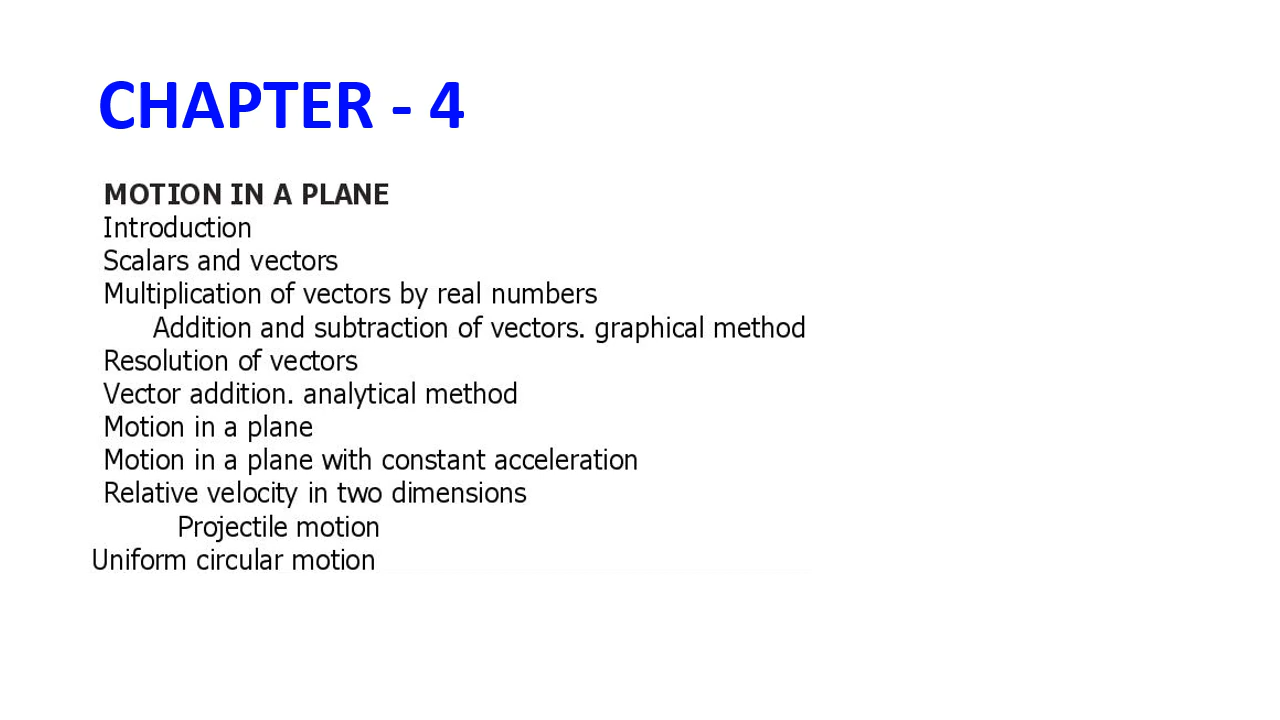 CHAPTER - 4
MOTION IN A PLANE
Introduction
Scalars and vectors
Multiplication of vectors by real numbers
Addition and subtraction of vectors. graphical method
Resolution of vectors
Vector addition. analytical method
Motion in a plane
Motion in a plane with constant acceleration
Relative velocity in two dimensions
Projectile motion
Uniform circular motion